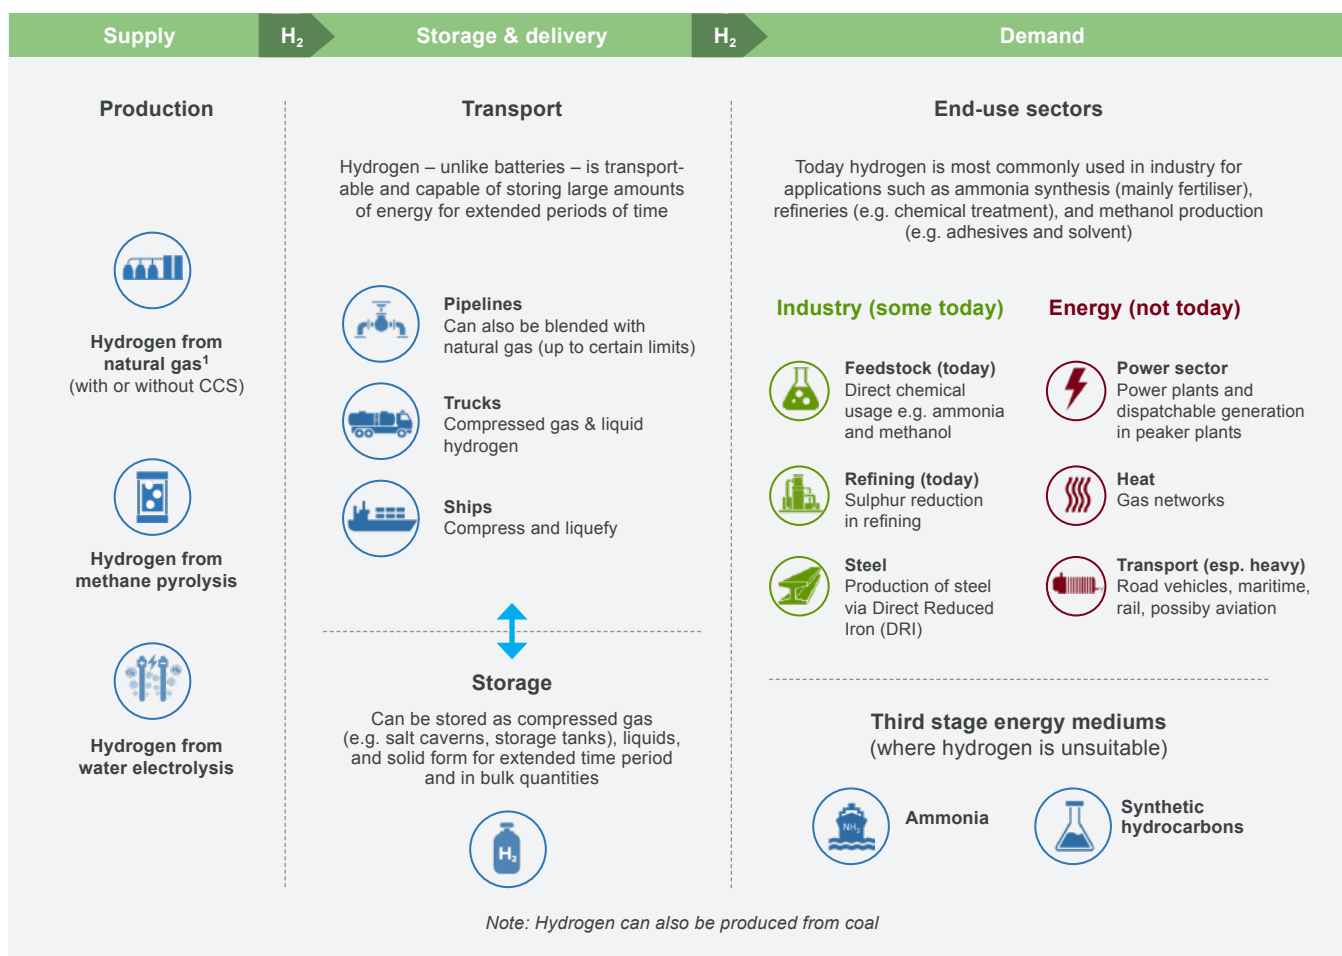 Supply
H2
Storage & delivery
H2
Demand
Production
Hydrogen from
natural gas1
(with or without CCS)
Hydrogen from
methane pyrolysis
Hydrogen from
water electrolysis
Transport
Hydrogen – unlike batteries – is transport-
able and capable of storing large amounts
of energy for extended periods of time
Pipelines
Can also be blended with
natural gas (up to certain limits)
Trucks
Compressed gas & liquid
hydrogen
Ships
Compress and liquefy
Storage
Can be stored as compressed gas
(e.g. salt caverns, storage tanks), liquids,
and solid form for extended time period
and in bulk quantities
H2
End-use sectors
Today hydrogen is most commonly used in industry for
applications such as ammonia synthesis (mainly fertiliser),
refineries (e.g. chemical treatment), and methanol production
(e.g. adhesives and solvent)
Industry (some today)
Feedstock (today)
Direct chemical
usage e.g. ammonia
and methanol
Refining (today)
Sulphur reduction
in refining
Steel
Production of steel
via Direct Reduced
Iron (DRI)
Energy (not today)
Power sector
Power plants and
dispatchable generation
in peaker plants
Heat
Gas networks
Transport (esp. heavy)
Road vehicles, maritime,
rail, possiby aviation
Third stage energy mediums
(where hydrogen is unsuitable)
NH3
Ammonia
Synthetic
hydrocarbons
Note: Hydrogen can also be produced from coal